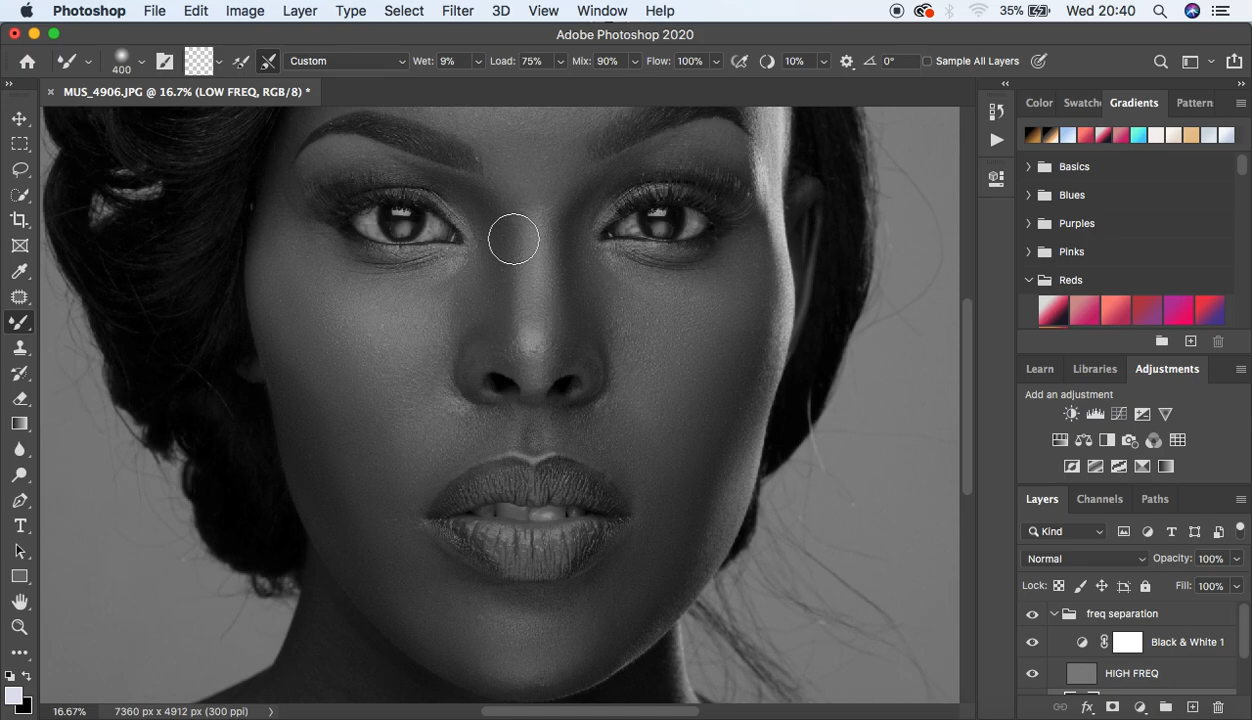 Photoshop File Edit Image Layer Type Select Filter 3D View Window Help 35% Wed 20:40
Adobe Photoshop 2020
400 Custom Wet: 9% Load: 75% Mix: 90% Flow: 100% 10% 0° Sample All Layers
MUS_4906.JPG @ 16.7% (LOW FREQ, RGB/8) *
Color Swatche Gradients Pattern
Basics
Blues
Purples
Pinks
Reds
Learn Libraries Adjustments
Add an adjustment
Layers Channels Paths
Kind
Normal Opacity: 100%
Lock: Fill: 100%
freq separation
Black & White 1
HIGH FREQ
16.67% 7360 px x 4912 px (300 ppi)